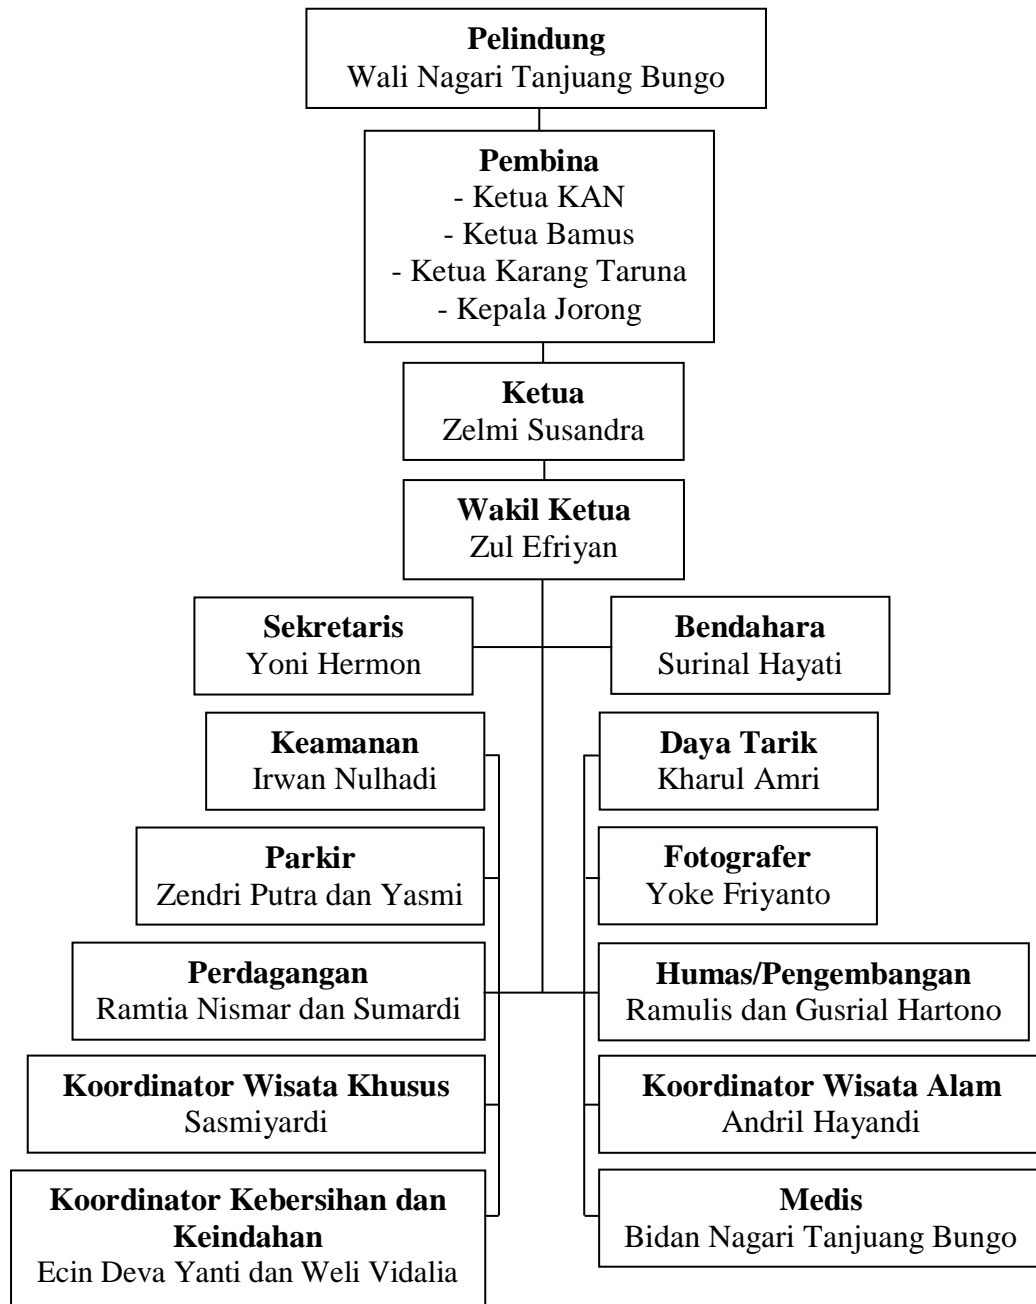 Pelindung
Wali Nagari Tanjuang Bungo
Pembina
- Ketua KAN
- Ketua Bamus
- Ketua Karang Taruna
- Kepala Jorong
Ketua
Zelmi Susandra
Wakil Ketua
Zul Efriyan
Sekretaris
Yoni Hermon
Bendahara
Surinal Hayati
Keamanan
Irwan Nulhadi
Daya Tarik
Kharul Amri
Parkir
Zendri Putra dan Yasmi
Fotografer
Yoke Friyanto
Perdagangan
Ramtia Nismar dan Sumardi
Humas/Pengembangan
Ramulis dan Gusrial Hartono
Koordinator Wisata Khusus
Sasmiyardi
Koordinator Wisata Alam
Andril Hayandi
Koordinator Kebersihan dan
Keindahan
Ecin Deva Yanti dan Weli Vidalia
Medis
Bidan Nagari Tanjuang Bungo